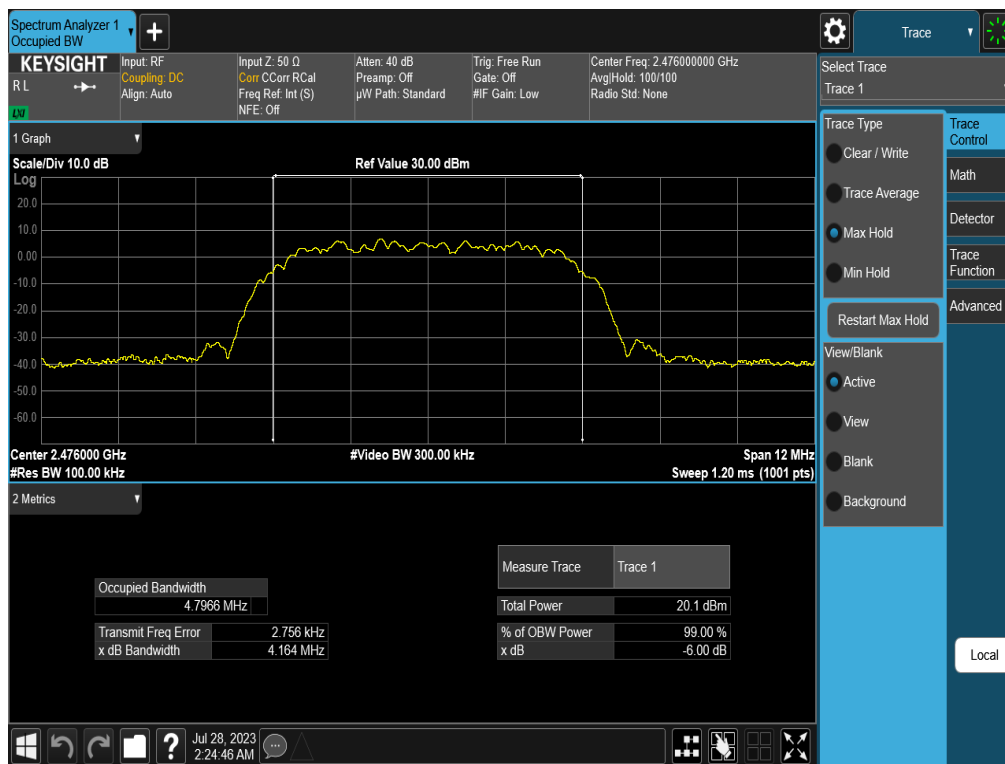 Spectrum Analyzer 1
Occupied BW
Trace
KEYSIGHT
R L
LXI
Input: RF
Coupling: DC
Align: Auto
Input Z: 50 Ω
Corr CCorr RCal
Freq Ref: Int (S)
NFE: Off
Atten: 40 dB
Preamp: Off
µW Path: Standard
Trig: Free Run
Gate: Off
#IF Gain: Low
Center Freq: 2.476000000 GHz
Avg|Hold: 100/100
Radio Std: None
Select Trace
Trace 1
1 Graph
Scale/Div 10.0 dB
Ref Value 30.00 dBm
Log
20.0
10.0
0.00
-10.0
-20.0
-30.0
-40.0
-50.0
-60.0
Center 2.476000 GHz
#Video BW 300.00 kHz
Span 12 MHz
#Res BW 100.00 kHz
Sweep 1.20 ms (1001 pts)
Trace Type
Clear / Write
Trace Average
Max Hold
Min Hold
Restart Max Hold
View/Blank
Active
View
Blank
Background
Trace
Control
Math
Detector
Trace
Function
Advanced
Local
2 Metrics
Measure Trace Trace 1
Occupied Bandwidth
4.7966 MHz
Total Power 20.1 dBm
Transmit Freq Error 2.756 kHz
% of OBW Power 99.00 %
x dB Bandwidth 4.164 MHz
x dB -6.00 dB
?
Jul 28, 2023
2:24:46 AM